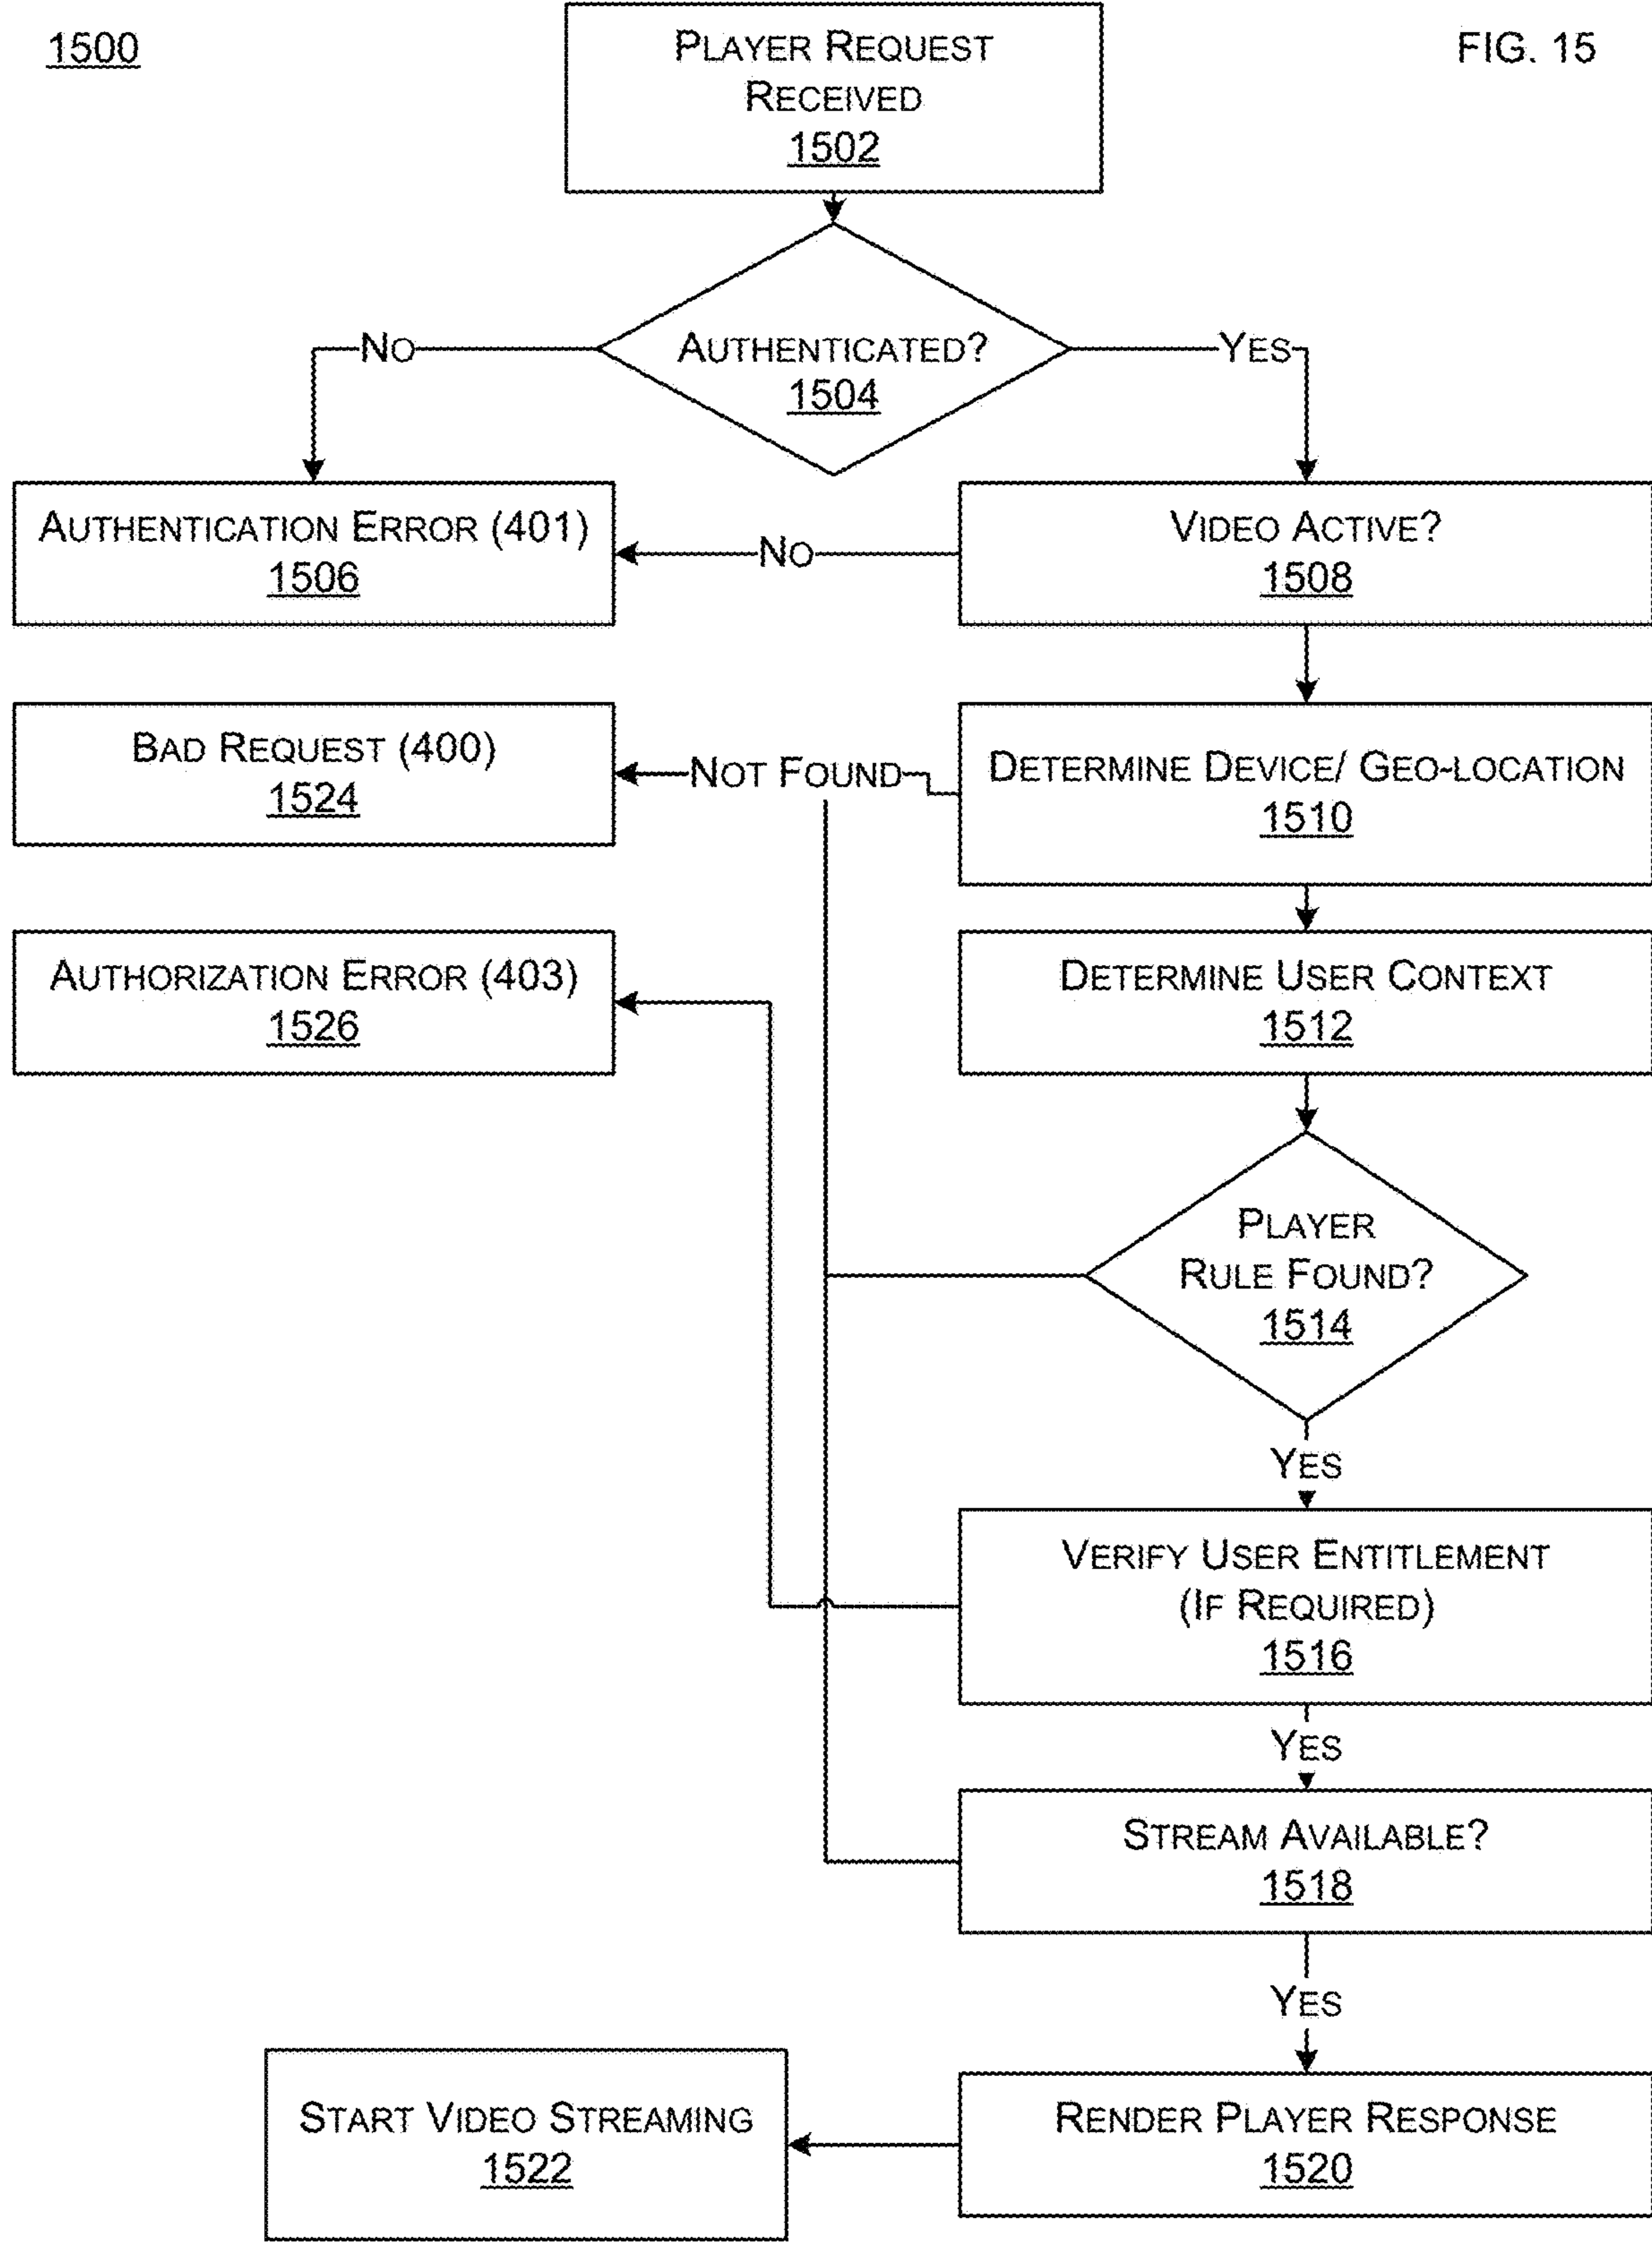 1500
FIG. 15
PLAYER REQUEST
RECEIVED
1502
AUTHENTICATED?
1504
NO
YES
AUTHENTICATION ERROR (401)
1506
NO
VIDEO ACTIVE?
1508
BAD REQUEST (400)
1524
NOT FOUND
DETERMINE DEVICE/ GEO-LOCATION
1510
AUTHORIZATION ERROR (403)
1526
DETERMINE USER CONTEXT
1512
PLAYER
RULE FOUND?
1514
YES
VERIFY USER ENTITLEMENT
(IF REQUIRED)
1516
YES
STREAM AVAILABLE?
1518
YES
START VIDEO STREAMING
1522
RENDER PLAYER RESPONSE
1520